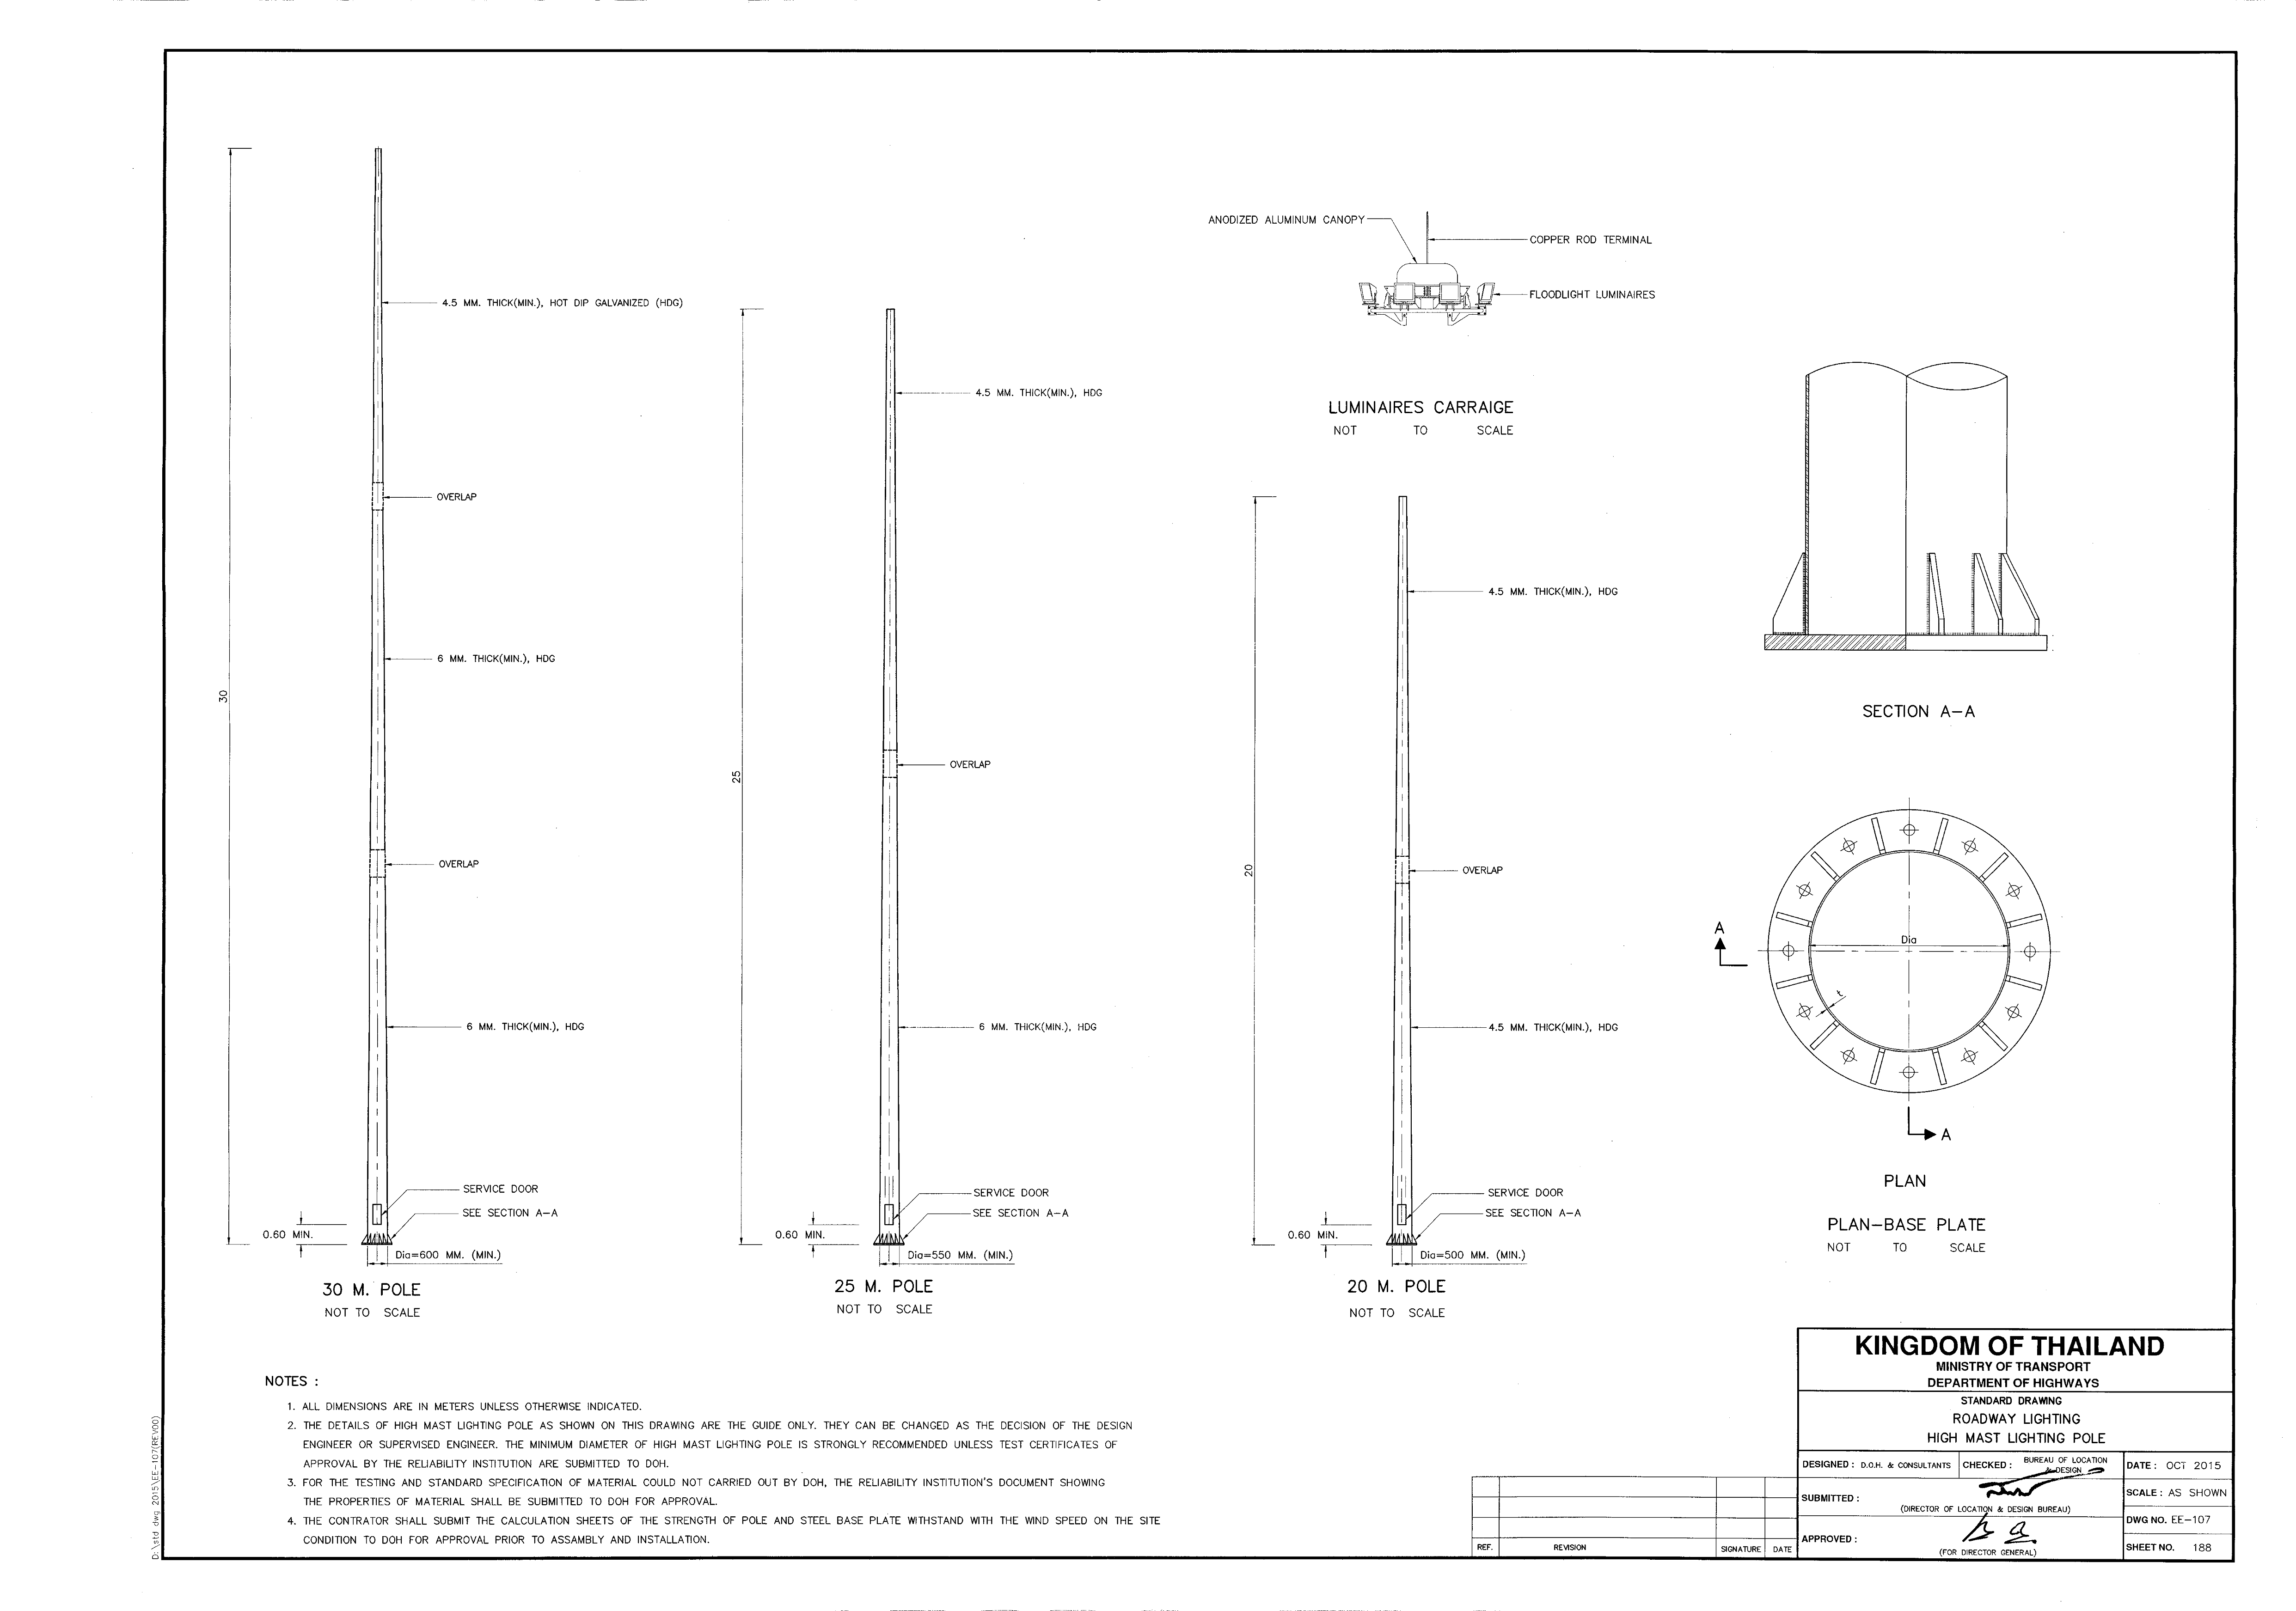 30
4.5 MM. THICK(MIN.), HOT DIP GALVANIZED (HDG)
OVERLAP
6 MM. THICK(MIN.), HDG
OVERLAP
6 MM. THICK(MIN.), HDG
SERVICE DOOR
SEE SECTION A-A
0.60 MIN.
Dia=600 MM. (MIN.)
30 M. POLE
NOT TO SCALE
25
4.5 MM. THICK(MIN.), HDG
OVERLAP
6 MM. THICK(MIN.), HDG
SERVICE DOOR
SEE SECTION A-A
0.60 MIN.
Dia=550 MM. (MIN.)
25 M. POLE
NOT TO SCALE
ANODIZED ALUMINUM CANOPY
COPPER ROD TERMINAL
FLOODLIGHT LUMINAIRES
LUMINAIRES CARRAIGE
NOT TO SCALE
20
4.5 MM. THICK(MIN.), HDG
OVERLAP
4.5 MM. THICK(MIN.), HDG
SERVICE DOOR
SEE SECTION A-A
0.60 MIN.
Dia=500 MM. (MIN.)
20 M. POLE
NOT TO SCALE
SECTION A-A
A
Dia
t
A
PLAN
PLAN-BASE PLATE
NOT TO SCALE
NOTES :
1. ALL DIMENSIONS ARE IN METERS UNLESS OTHERWISE INDICATED.
2. THE DETAILS OF HIGH MAST LIGHTING POLE AS SHOWN ON THIS DRAWING ARE THE GUIDE ONLY. THEY CAN BE CHANGED AS THE DECISION OF THE DESIGN
ENGINEER OR SUPERVISED ENGINEER. THE MINIMUM DIAMETER OF HIGH MAST LIGHTING POLE IS STRONGLY RECOMMENDED UNLESS TEST CERTIFICATES OF
APPROVAL BY THE RELIABILITY INSTITUTION ARE SUBMITTED TO DOH.
3. FOR THE TESTING AND STANDARD SPECIFICATION OF MATERIAL COULD NOT CARRIED OUT BY DOH, THE RELIABILITY INSTITUTION'S DOCUMENT SHOWING
THE PROPERTIES OF MATERIAL SHALL BE SUBMITTED TO DOH FOR APPROVAL.
4. THE CONTRATOR SHALL SUBMIT THE CALCULATION SHEETS OF THE STRENGTH OF POLE AND STEEL BASE PLATE WITHSTAND WITH THE WIND SPEED ON THE SITE
CONDITION TO DOH FOR APPROVAL PRIOR TO ASSAMBLY AND INSTALLATION.
D:\std dwg 2015\EE-107(REV00)
REF. REVISION SIGNATURE DATE
KINGDOM OF THAILAND
MINISTRY OF TRANSPORT
DEPARTMENT OF HIGHWAYS
STANDARD DRAWING
ROADWAY LIGHTING
HIGH MAST LIGHTING POLE
DESIGNED : D.O.H. & CONSULTANTS
CHECKED : BUREAU OF LOCATION
& DESIGN
DATE : OCT 2015
SUBMITTED :
(DIRECTOR OF LOCATION & DESIGN BUREAU)
SCALE : AS SHOWN
DWG NO. EE-107
APPROVED :
(FOR DIRECTOR GENERAL)
SHEET NO. 188